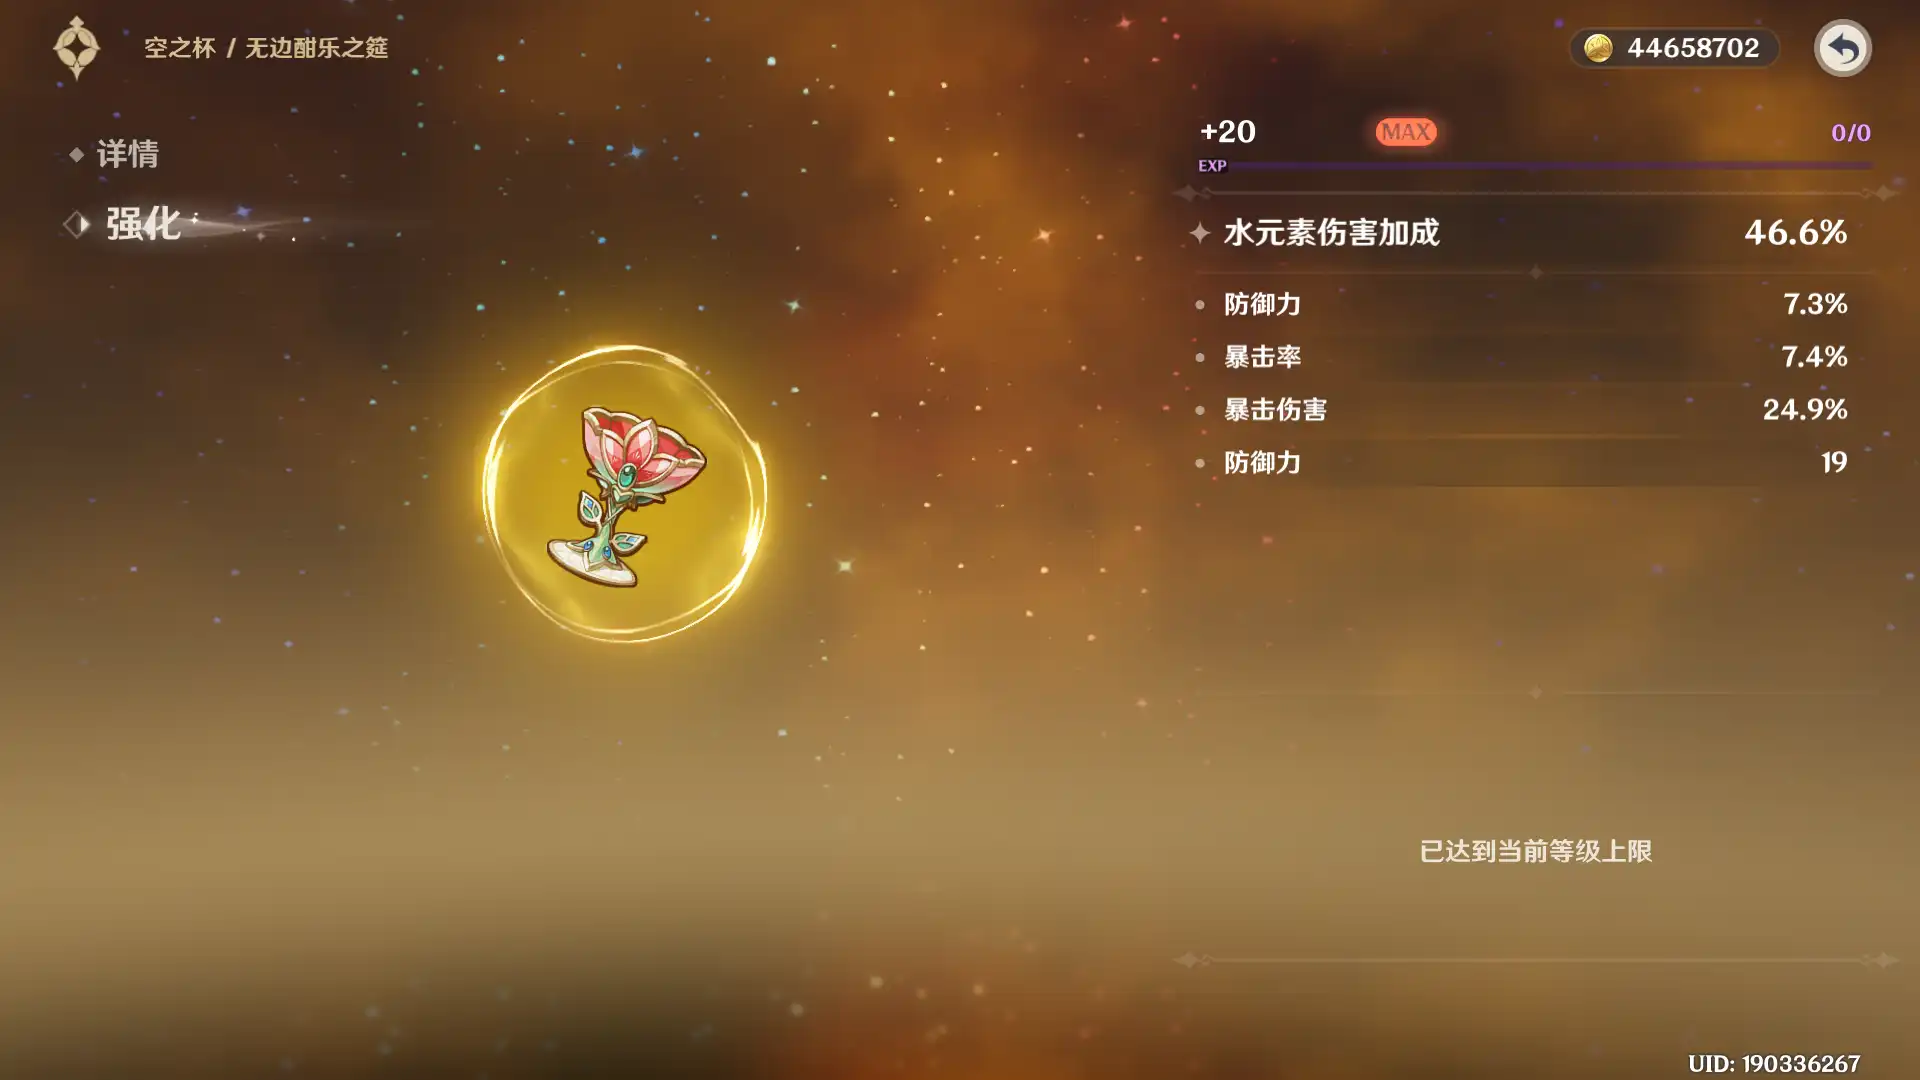 空之杯 / 无边酣乐之筵
44658702
详情
强化
+20 MAX 0/0
EXP
水元素伤害加成 46.6%
防御力 7.3%
暴击率 7.4%
暴击伤害 24.9%
防御力 19
已达到当前等级上限
UID: 190336267